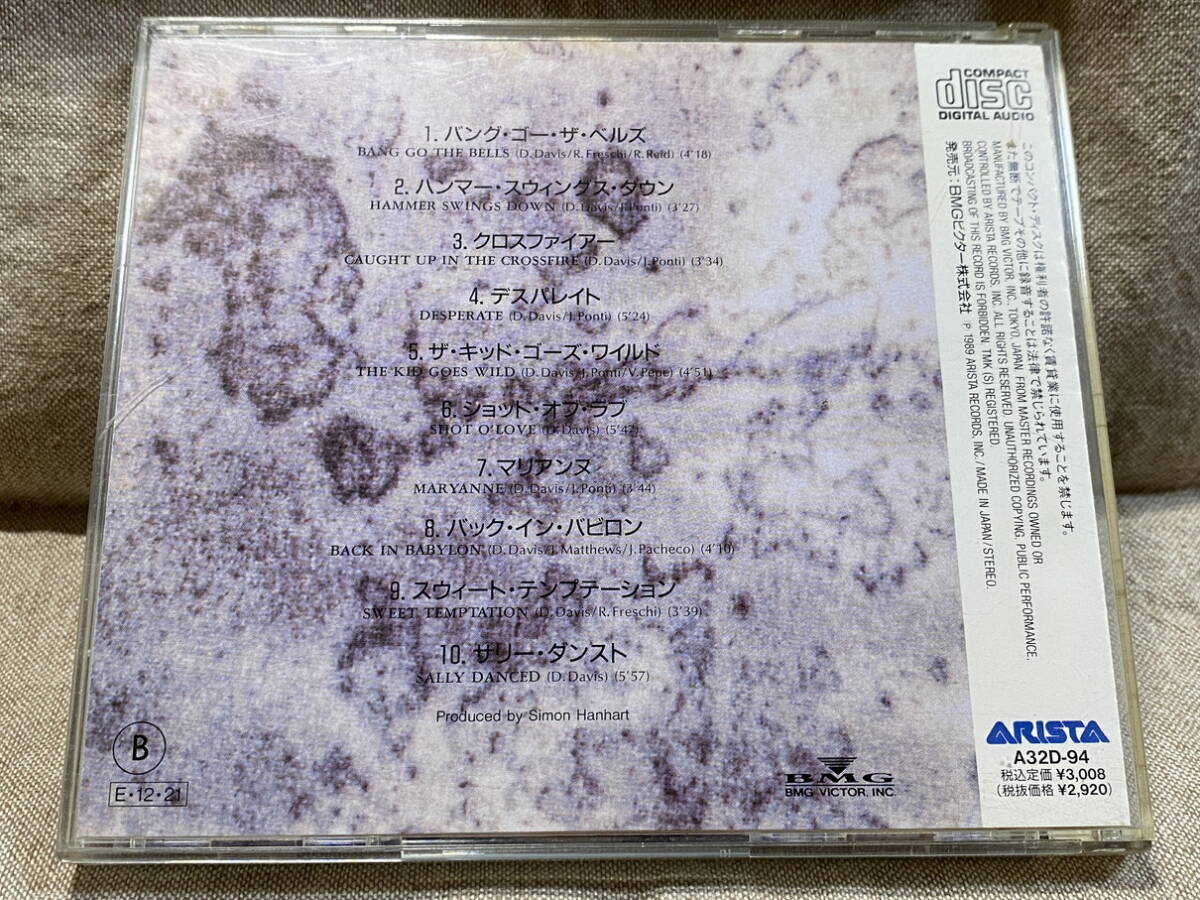 1. バング・ゴー・ザ・ベルズ
BANG GO THE BELLS (D. Davis/R. Freschi/R. Reid) (4'18)
2. ハンマー・スウィングス・ダウン
HAMMER SWINGS DOWN (D. Davis/J. Ponti) (3'27)
3. クロスファイアー
CAUGHT UP IN THE CROSSFIRE (D. Davis/J. Ponti) (3'34)
4. デスパレイト
DESPERATE (D. Davis/J. Ponti) (5'24)
5. ザ・キッド・ゴーズ・ワイルド
THE KID GOES WILD (D. Davis/J. Ponti/V. Pepe) (4'51)
6. ショット・オブ・ラブ
SHOT O'LOVE (D. Davis) (5'42)
7. マリアンヌ
MARYANNE (D. Davis/J. Ponti) (3'44)
8. バック・イン・バビロン
BACK IN BABYLON (D. Davis/J. Matthews/J. Pacheco) (4'10)
9. スウィート・テンプテーション
SWEET TEMPTATION (D. Davis/R. Freschi) (3'39)
10. サリー・ダンスト
SALLY DANCED (D. Davis) (5'57)
Produced by Simon Hanhart
B
E・12・21
BMG
BMG VICTOR, INC.
COMPACT
disc
DIGITAL AUDIO
このコンパクト・ディスクは権利者の許諾なく賃貸業に使用することを禁じます。
また無断でテープその他に録音することは法律で禁じられています。
MANUFACTURED BY BMG VICTOR, INC., TOKYO, JAPAN. FROM MASTER RECORDINGS OWNED OR
CONTROLLED BY ARISTA RECORDS, INC. ALL RIGHTS RESERVED. UNAUTHORIZED COPYING, PUBLIC PERFORMANCE,
BROADCASTING OF THIS RECORD IS FORBIDDEN. TMK (S) REGISTERED.
発売元：BMGビクター株式会社 ℗ 1989 ARISTA RECORDS, INC./MADE IN JAPAN/STEREO.
ARISTA
A32D-94
税込定価 ¥3,008
(税抜価格 ¥2,920)